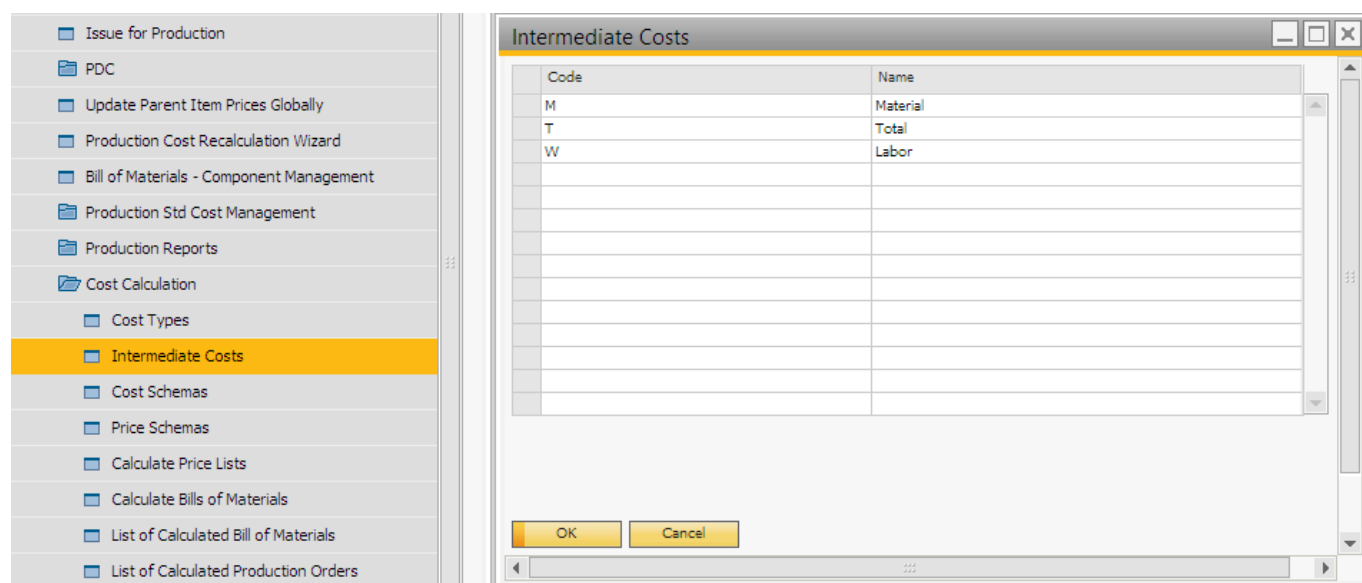 Issue for Production
PDC
Update Parent Item Prices Globally
Production Cost Recalculation Wizard
Bill of Materials - Component Management
Production Std Cost Management
Production Reports
Cost Calculation
Cost Types
Intermediate Costs
Cost Schemas
Price Schemas
Calculate Price Lists
Calculate Bills of Materials
List of Calculated Bill of Materials
List of Calculated Production Orders
Intermediate Costs
Code Name
M Material
T Total
W Labor
OK Cancel